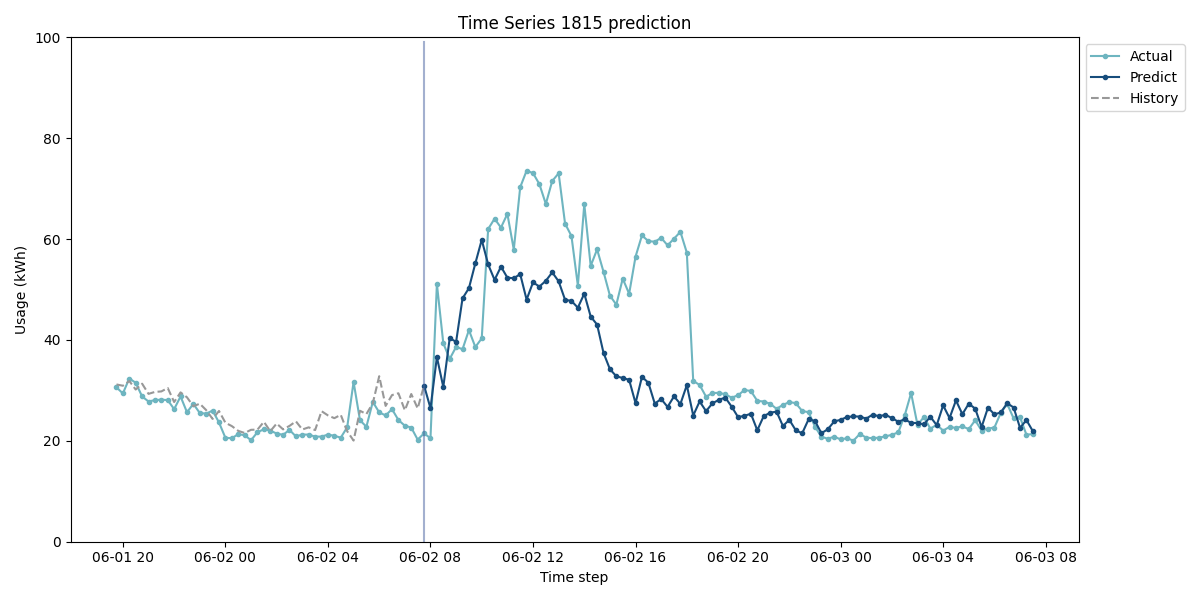 Time Series 1815 prediction
100
80
60
40
20
0
Usage (kWh)
06-01 20
06-02 00
06-02 04
06-02 08
06-02 12
06-02 16
06-02 20
06-03 00
06-03 04
06-03 08
Time step
Actual
Predict
History